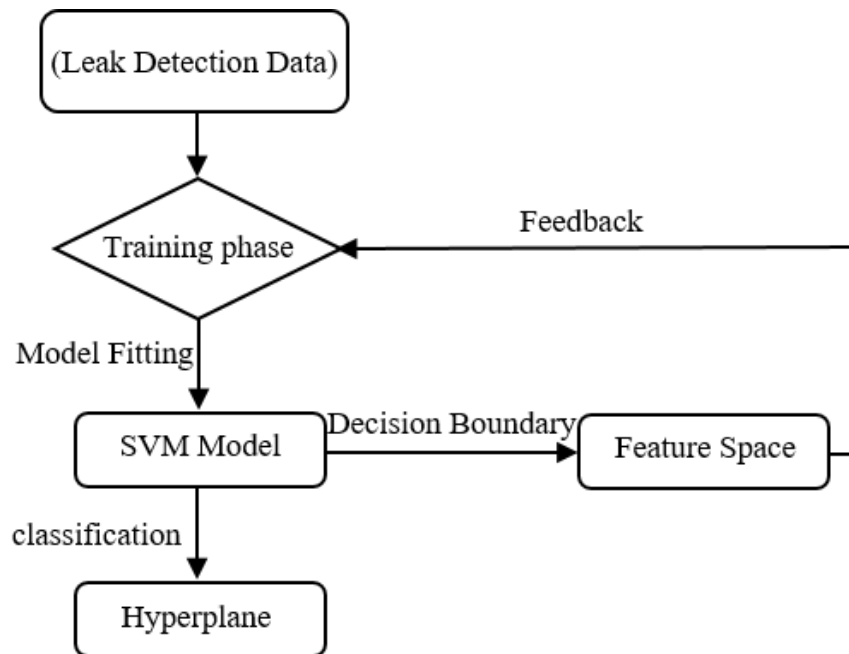 (Leak Detection Data)
Feedback
Training phase
Model Fitting
Decision Boundary
SVM Model
Feature Space
classification
Hyperplane